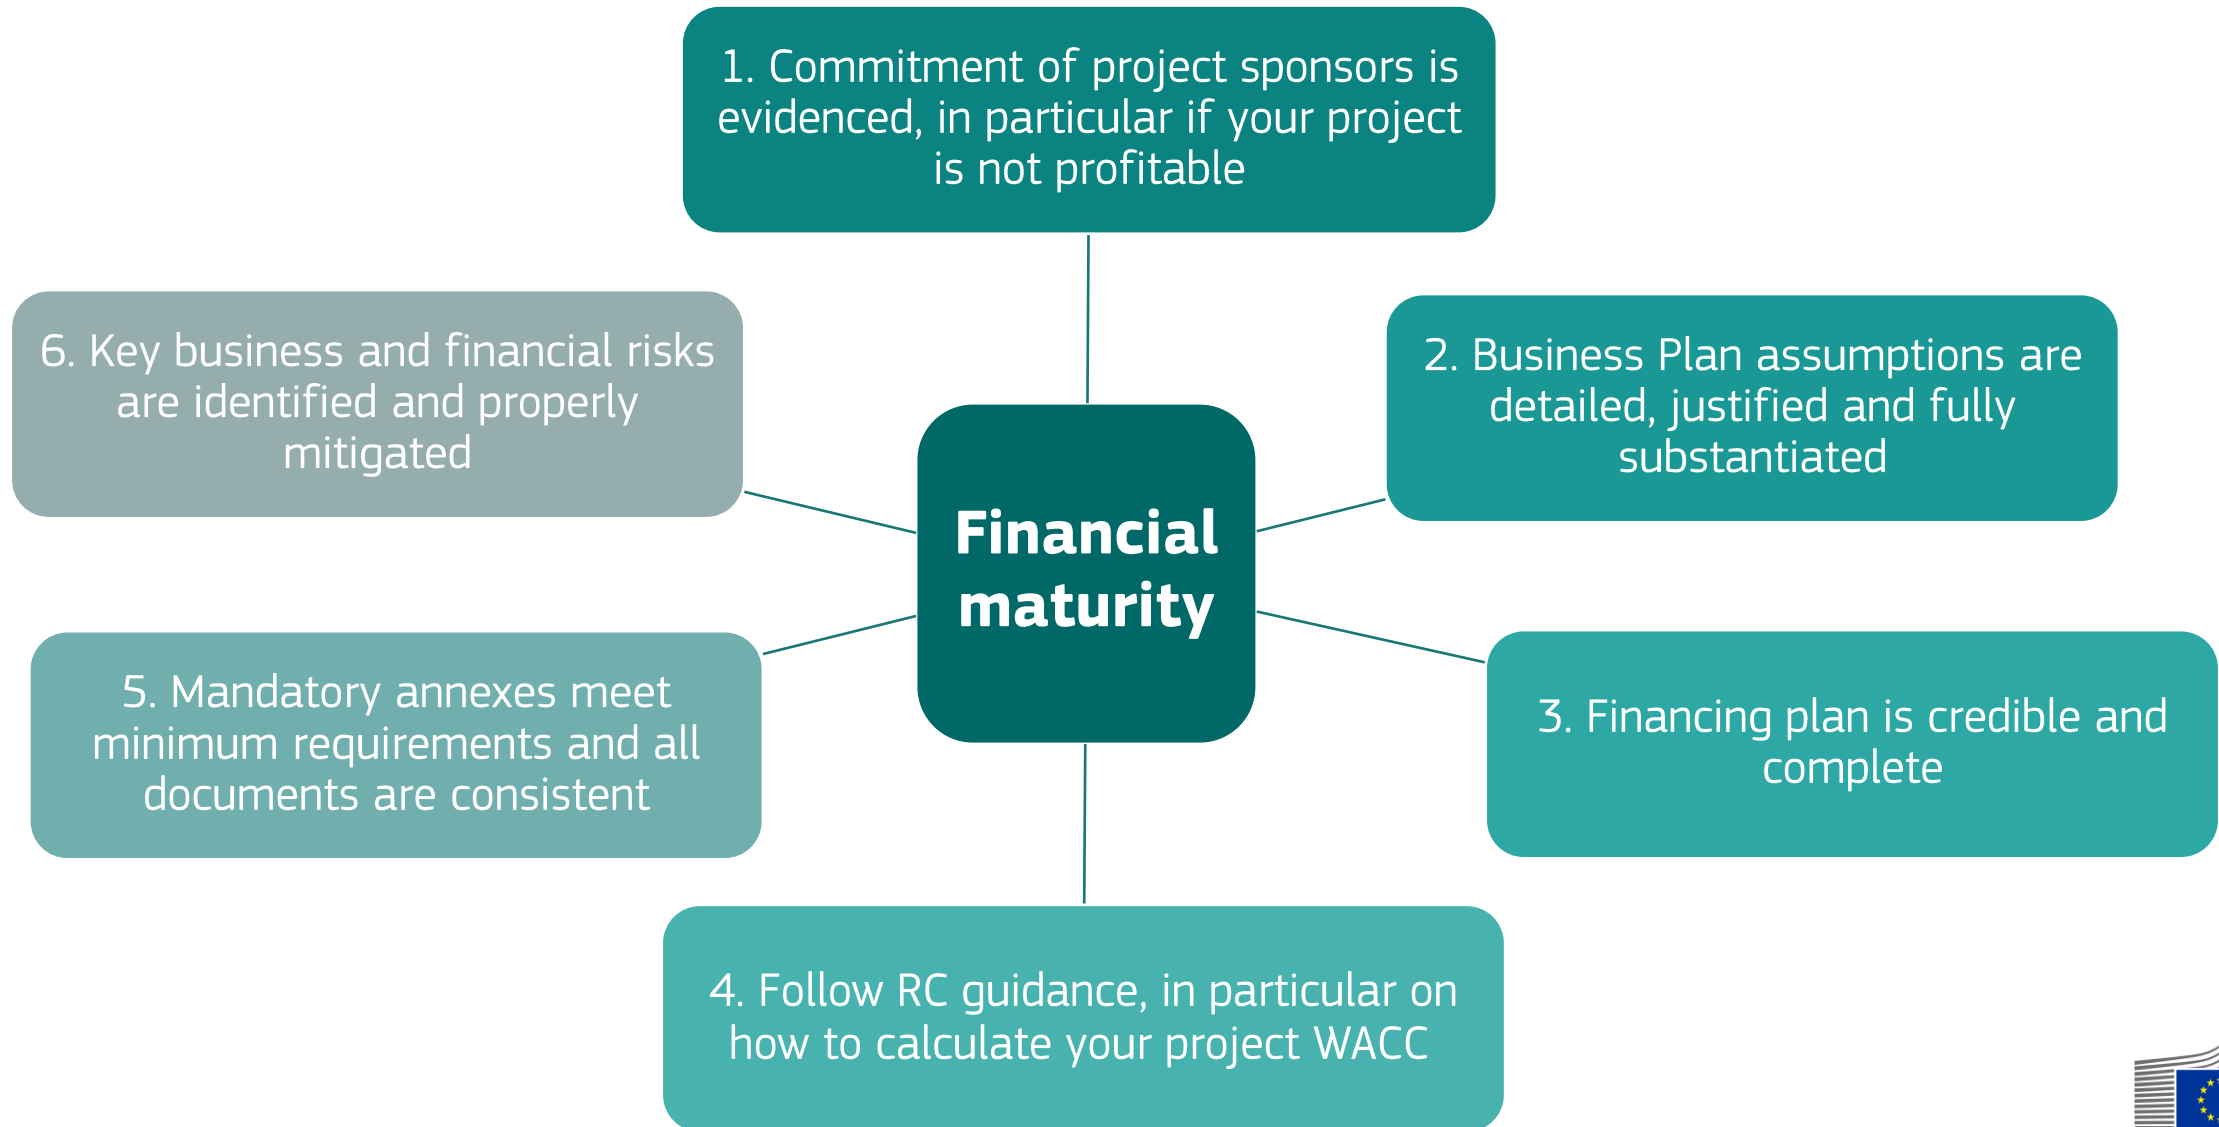 1. Commitment of project sponsors is
evidenced, in particular if your project
is not profitable
2. Business Plan assumptions are
detailed, justified and fully
substantiated
3. Financing plan is credible and
complete
4. Follow RC guidance, in particular on
how to calculate your project WACC
5. Mandatory annexes meet
minimum requirements and all
documents are consistent
6. Key business and financial risks
are identified and properly
mitigated
Financial
maturity